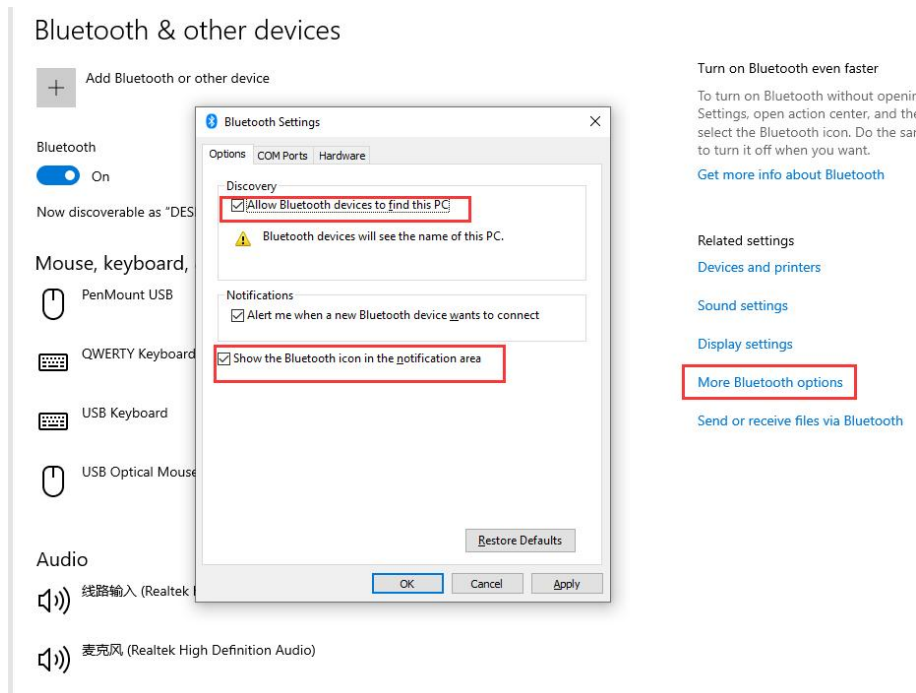 Bluetooth & other devices
Add Bluetooth or other device
Bluetooth
On
Now discoverable as "DES
Mouse, keyboard,
PenMount USB
QWERTY Keyboard
USB Keyboard
USB Optical Mouse
Audio
线路输入 (Realtek
麦克风 (Realtek High Definition Audio)
Bluetooth Settings
Options
COM Ports
Hardware
Discovery
Allow Bluetooth devices to find this PC
Bluetooth devices will see the name of this PC.
Notifications
Alert me when a new Bluetooth device wants to connect
Show the Bluetooth icon in the notification area
Restore Defaults
OK
Cancel
Apply
Turn on Bluetooth even faster
To turn on Bluetooth without
Settings, open action center, and
select the Bluetooth icon. Do the
to turn it off when you want.
Get more info about Bluetooth
Related settings
Devices and printers
Sound settings
Display settings
More Bluetooth options
Send or receive files via Bluetooth